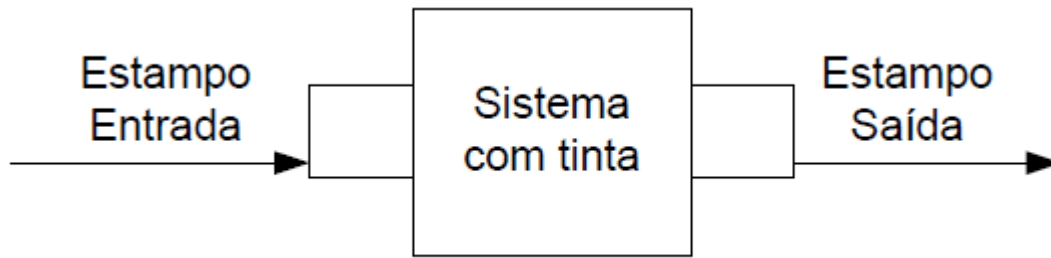 Estampo
Entrada
Sistema
com tinta
Estampo
Saída